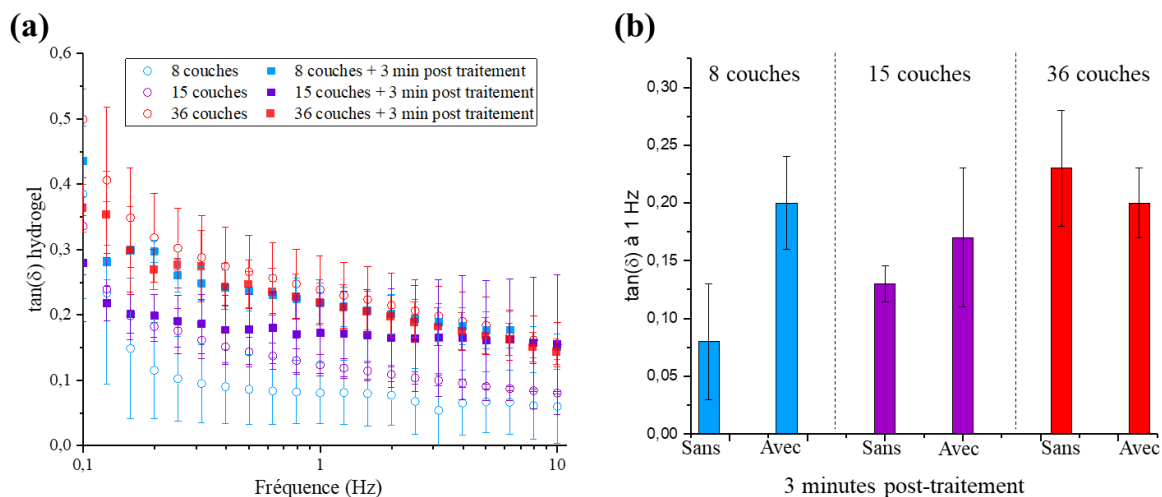 (a)
0,6
0,5
0,4
0,3
0,2
0,1
0,0
tan(δ) hydrogel
8 couches
15 couches
36 couches
8 couches + 3 min post traitement
15 couches + 3 min post traitement
36 couches + 3 min post traitement
0,1
1
10
Fréquence (Hz)
(b)
8 couches
15 couches
36 couches
0,30
0,25
0,20
0,15
0,10
0,05
0,00
tan(δ) à 1 Hz
Sans
Avec
Sans
Avec
Sans
Avec
3 minutes post-traitement